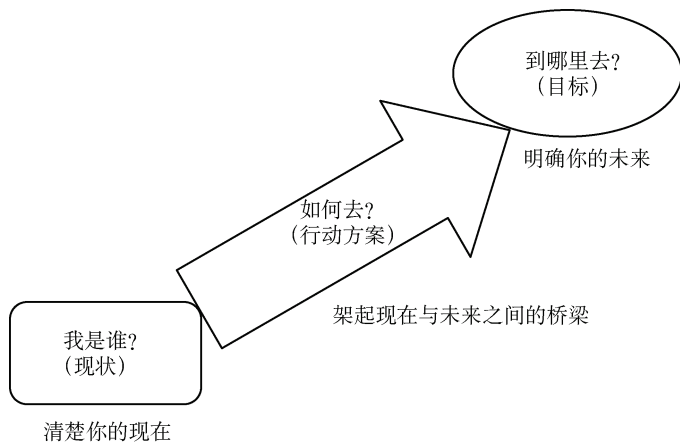 到哪里去?
（目标）
明确你的未来
如何去?
（行动方案）
架起现在与未来之间的桥梁
我是谁?
（现状）
清楚你的现在